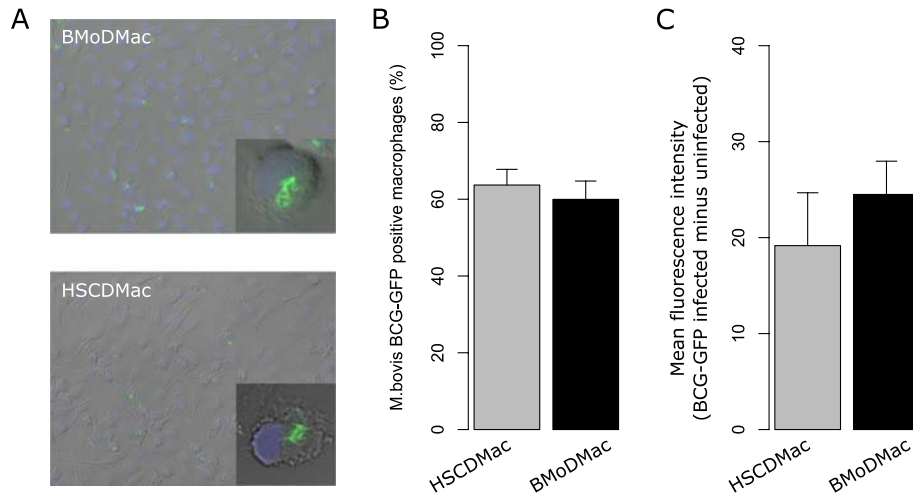 A
BMoDMac
HSCDMac
B
M.bovis BCG-GFP positive macrophages (%)
100
80
60
40
20
0
HSCDMac
BMoDMac
C
Mean fluorescence intensity
(BCG-GFP infected minus uninfected)
40
30
20
10
0
HSCDMac
BMoDMac